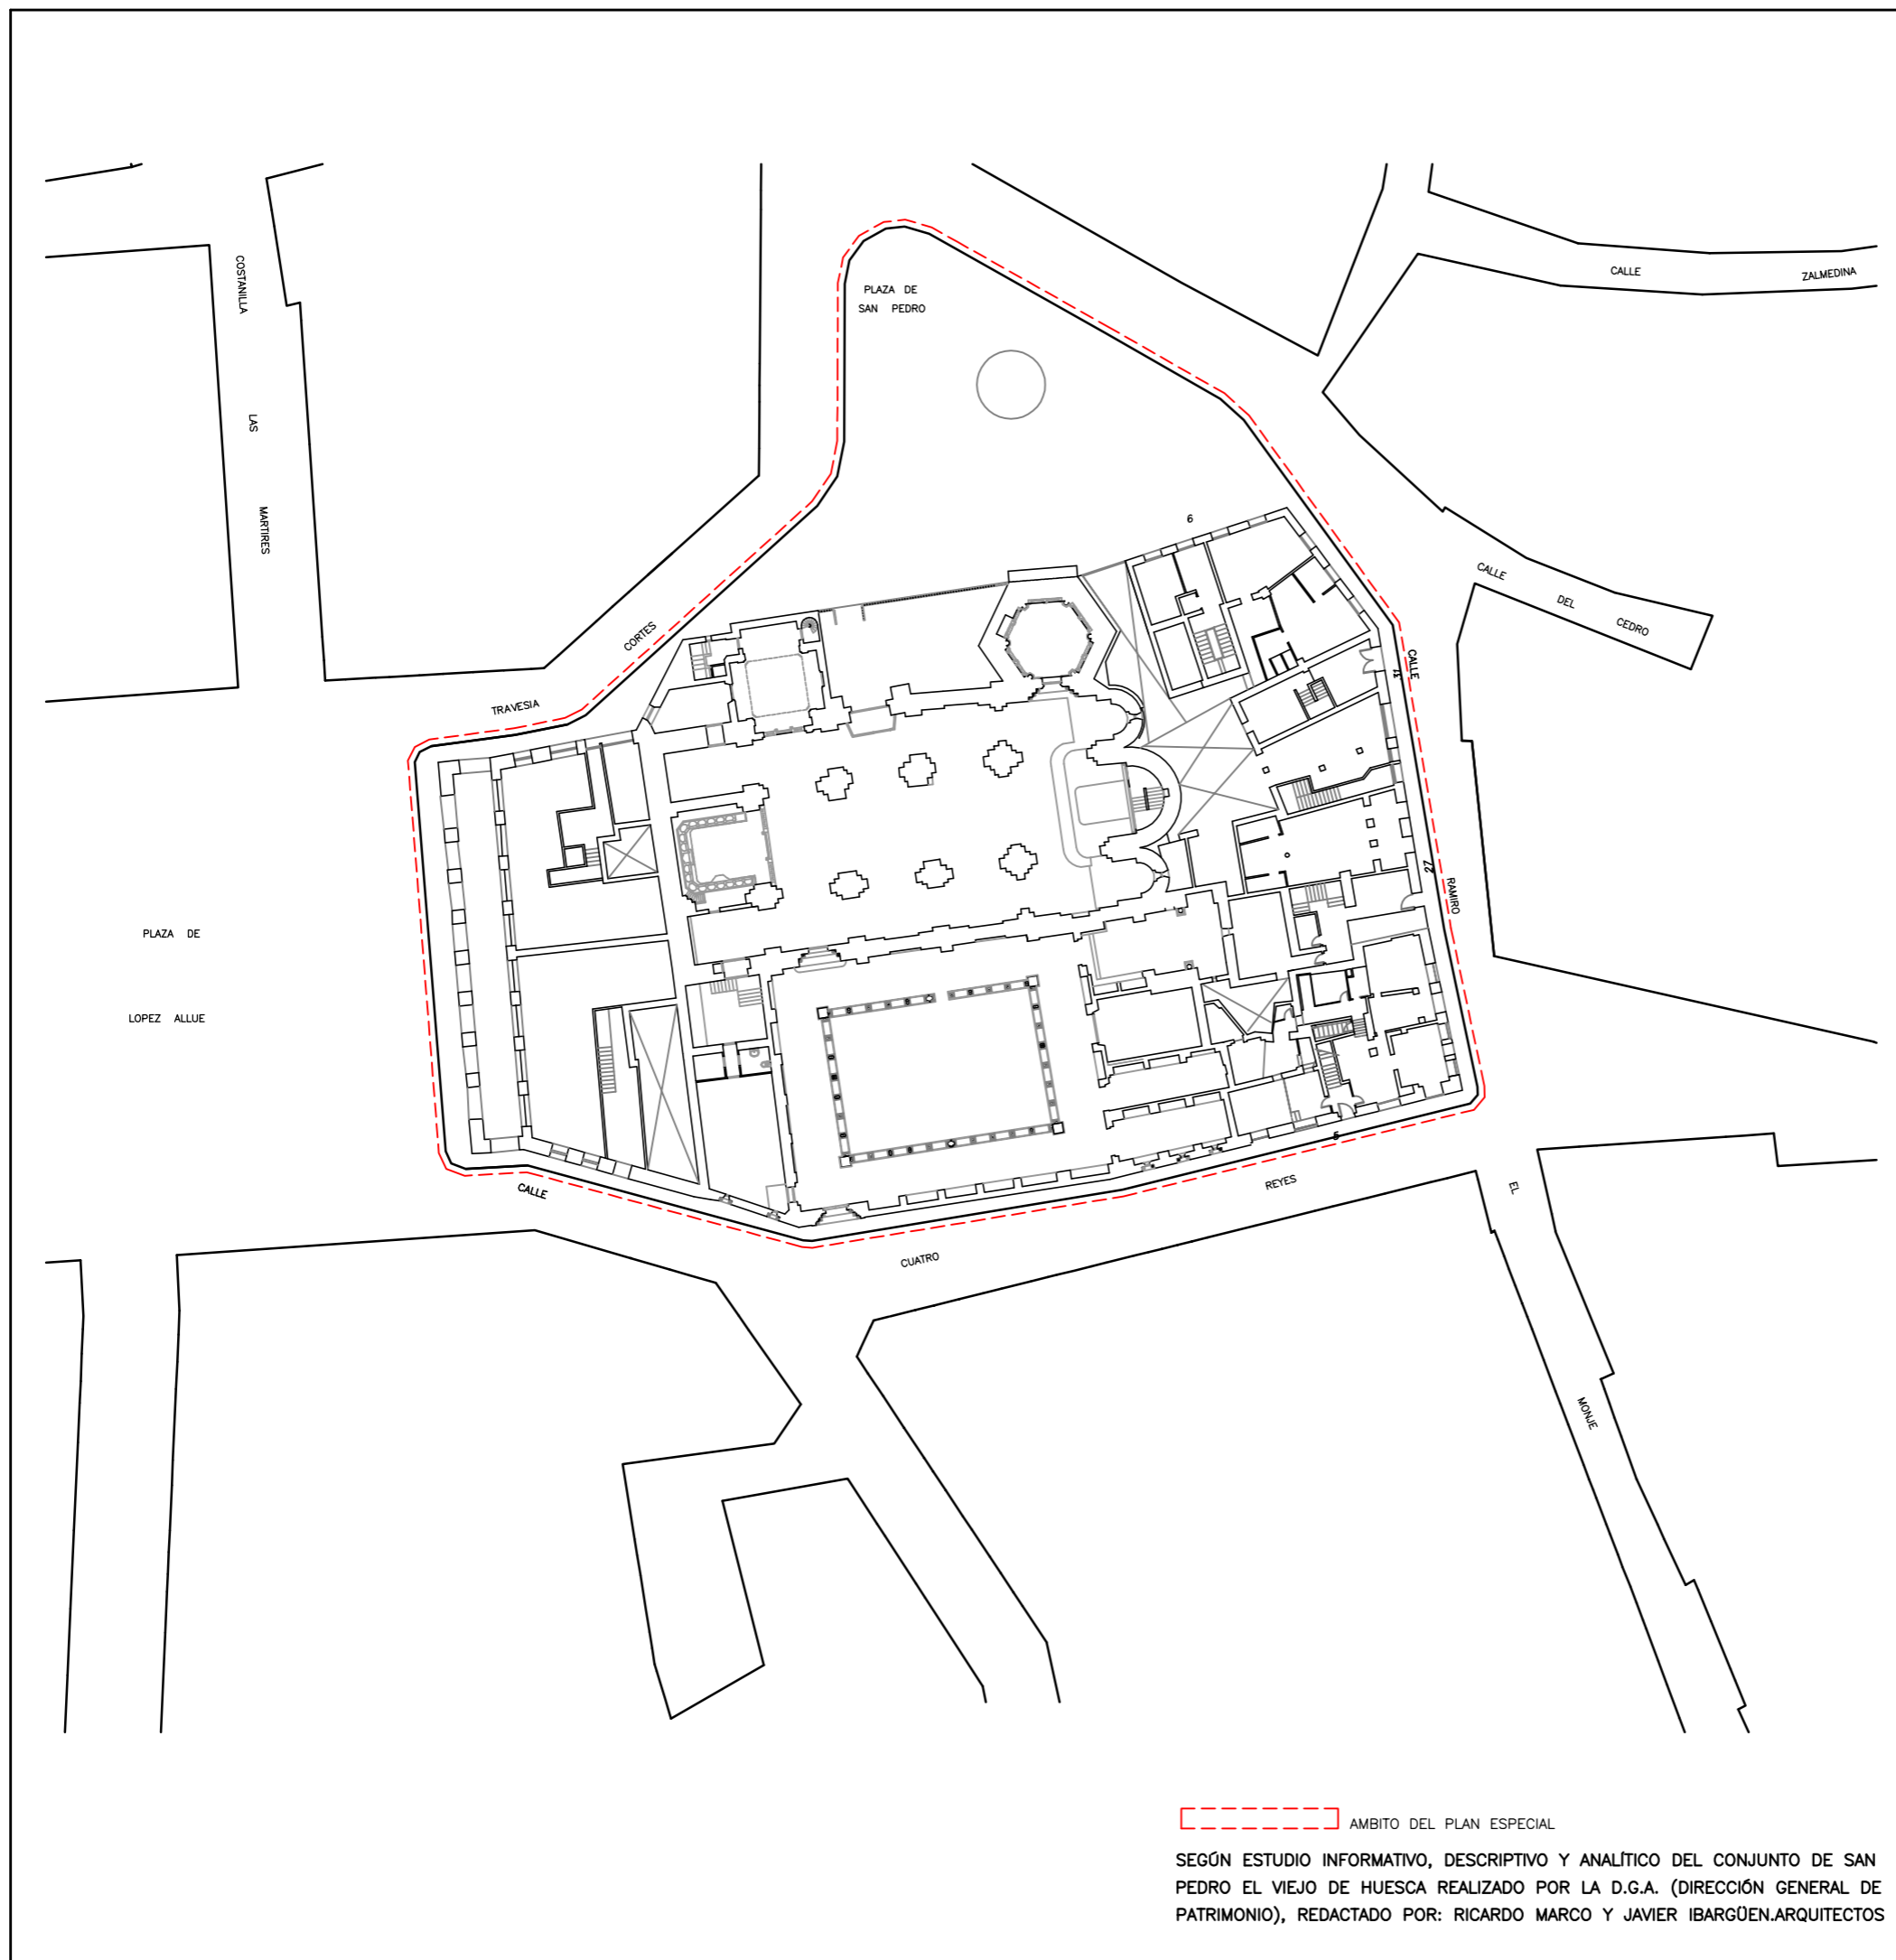 COSTANILLA
LAS
MARTIRES
PLAZA DE
SAN PEDRO
CALLE
ZALMEDINA
6
CALLE
DEL
CEDRO
CORTES
TRAVESIA
CALLE
RAMIRO
PLAZA DE
LOPEZ ALLUE
5
CALLE
CUATRO
REYES
EL
MONJE
AMBITO DEL PLAN ESPECIAL
SEGÚN ESTUDIO INFORMATIVO, DESCRIPTIVO Y ANALÍTICO DEL CONJUNTO DE SAN
PEDRO EL VIEJO DE HUESCA REALIZADO POR LA D.G.A. (DIRECCIÓN GENERAL DE
PATRIMONIO), REDACTADO POR: RICARDO MARCO Y JAVIER IBARGÜEN.ARQUITECTOS